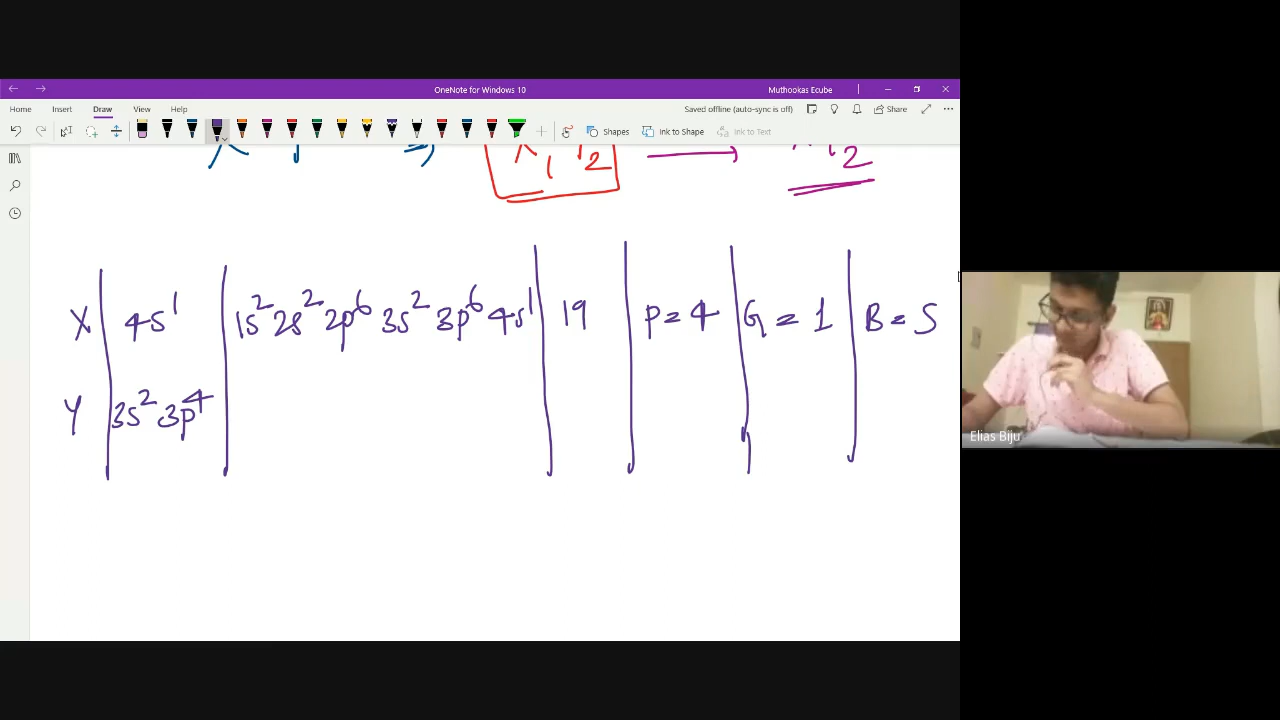 OneNote for Windows 10
Muthookas Ecube
Home Insert Draw View Help
Saved offline (auto-sync is off)
Share
Shapes
Ink to Shape
Ink to Text
X 4s¹ 1s² 2s² 2p⁶ 3s² 3p⁶ 4s¹ 19 P = 4 G = 1 B = S
Y 3s² 3p⁴
Elias Biju